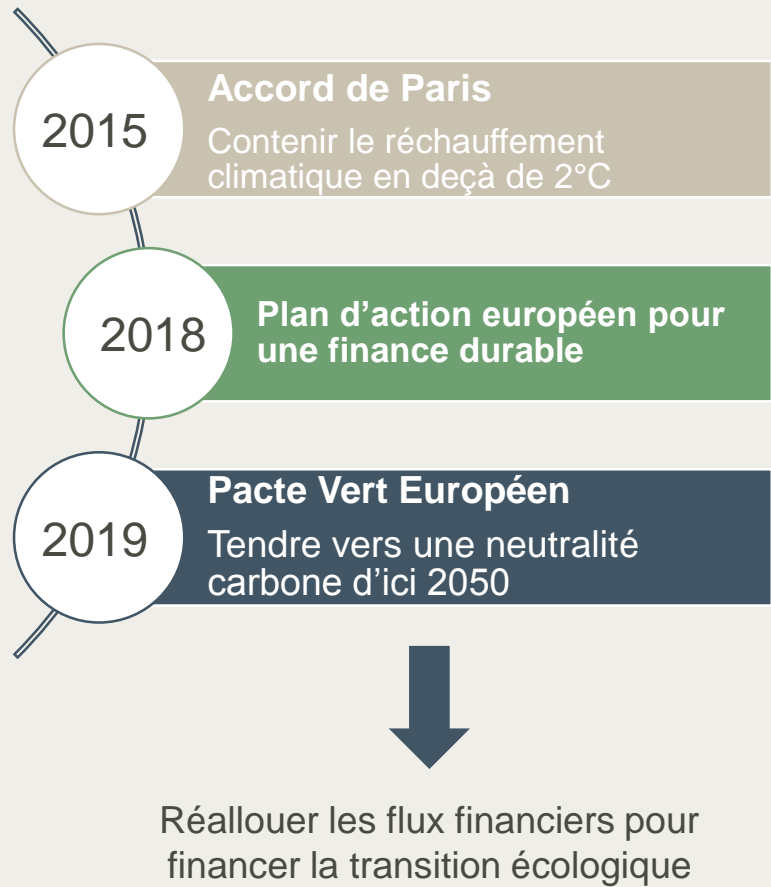 2015
Accord de Paris
Contenir le réchauffement
climatique en deçà de 2°C
2018
Plan d’action européen pour
une finance durable
2019
Pacte Vert Européen
Tendre vers une neutralité
carbone d’ici 2050
Réallouer les flux financiers pour
financer la transition écologique